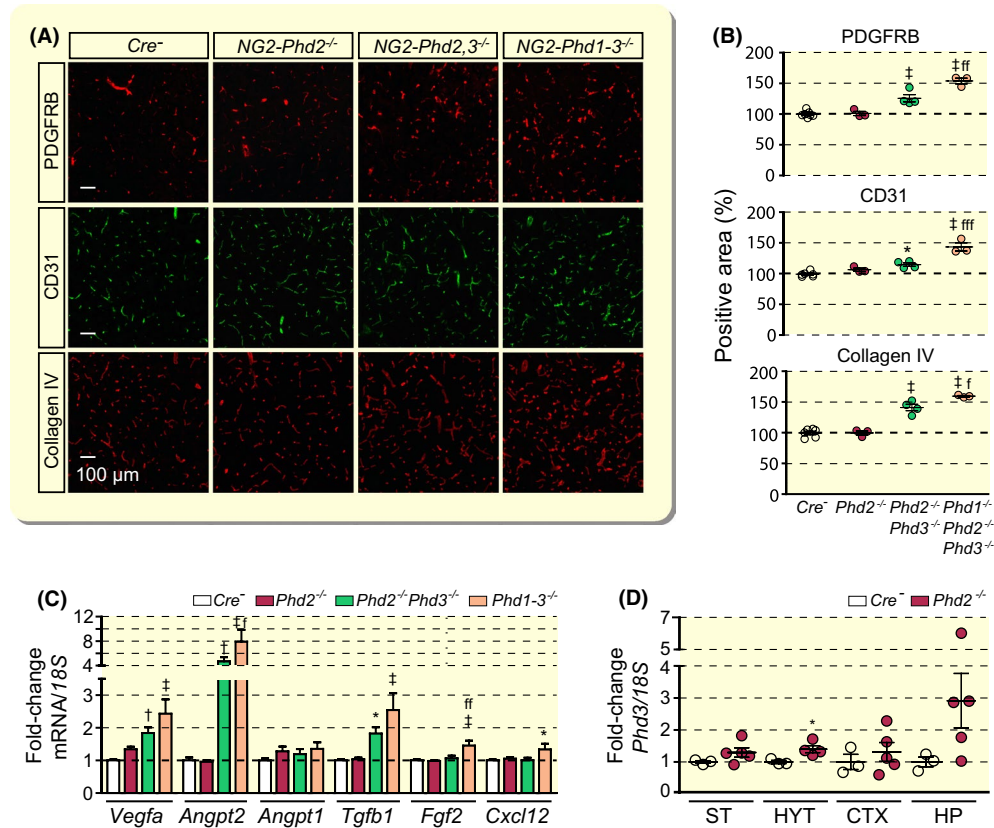 (A)
Cre- NG2-Phd2-/- NG2-Phd2,3-/- NG2-Phd1-3-/-
PDGFRB
CD31
Collagen IV
100 µm
(B)
Positive area (%)
PDGFRB
200
150
100
50
0
‡
‡ff
CD31
200
150
100
50
0
*
‡fff
Collagen IV
200
150
100
50
0
‡
‡f
Cre- Phd2-/- Phd2-/- Phd1-/-
Phd3-/- Phd2-/-
Phd3-/-
(C)
Cre- Phd2-/- Phd2-/-Phd3-/- Phd1-3-/-
Fold-change
mRNA/18S
12
8
6
4
3
2
1
0
†
‡
‡
‡f
*
‡
ff
‡
*
Vegfa Angpt2 Angpt1 Tgfb1 Fgf2 Cxcl12
(D)
Cre- Phd2-/-
Fold-change
Phd3/18S
7
5
4
3
2
1
0
*
ST HYT CTX HP